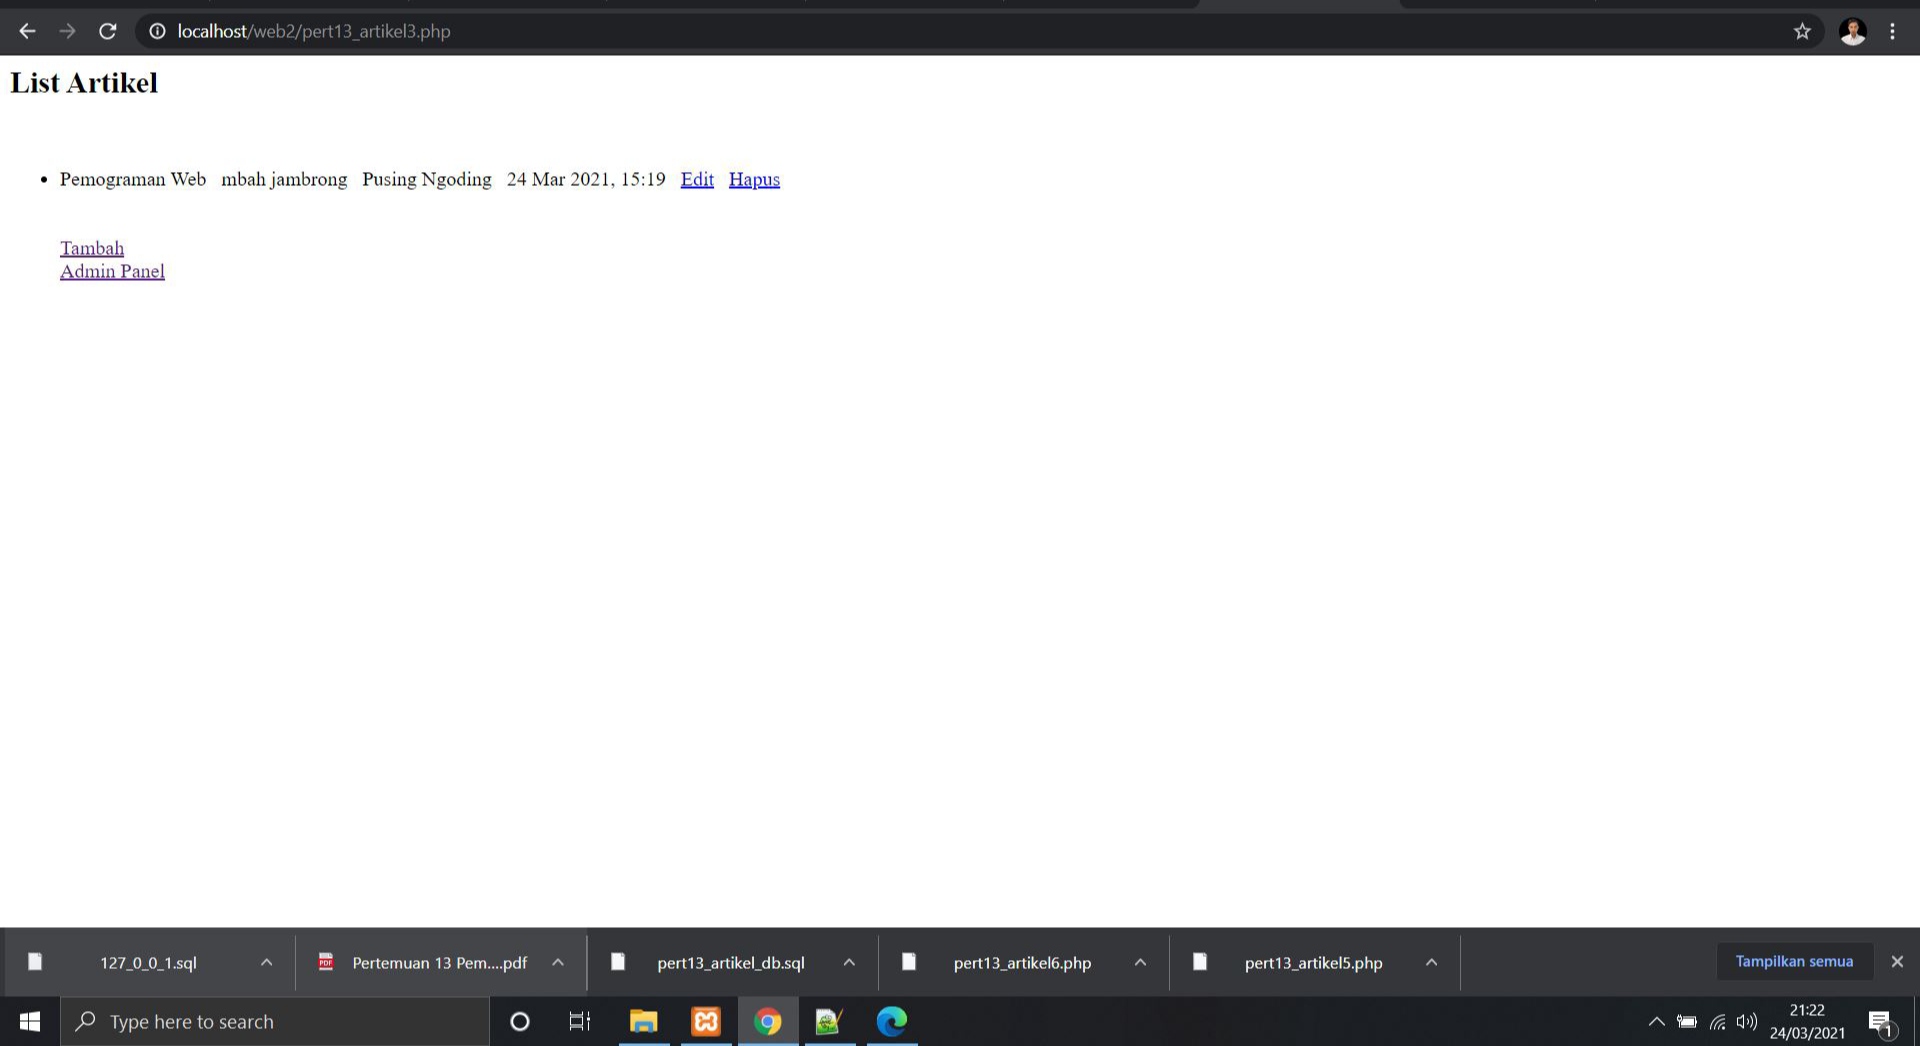 localhost/web2/pert13_artikel3.php
List Artikel
• Pemograman Web mbah jambrong Pusing Ngoding 24 Mar 2021, 15:19 Edit Hapus
Tambah
Admin Panel
127_0_0_1.sql
PDF
Pertemuan 13 Pem....pdf
pert13_artikel_db.sql
pert13_artikel6.php
pert13_artikel5.php
Tampilkan semua
Type here to search
21:22
24/03/2021
1